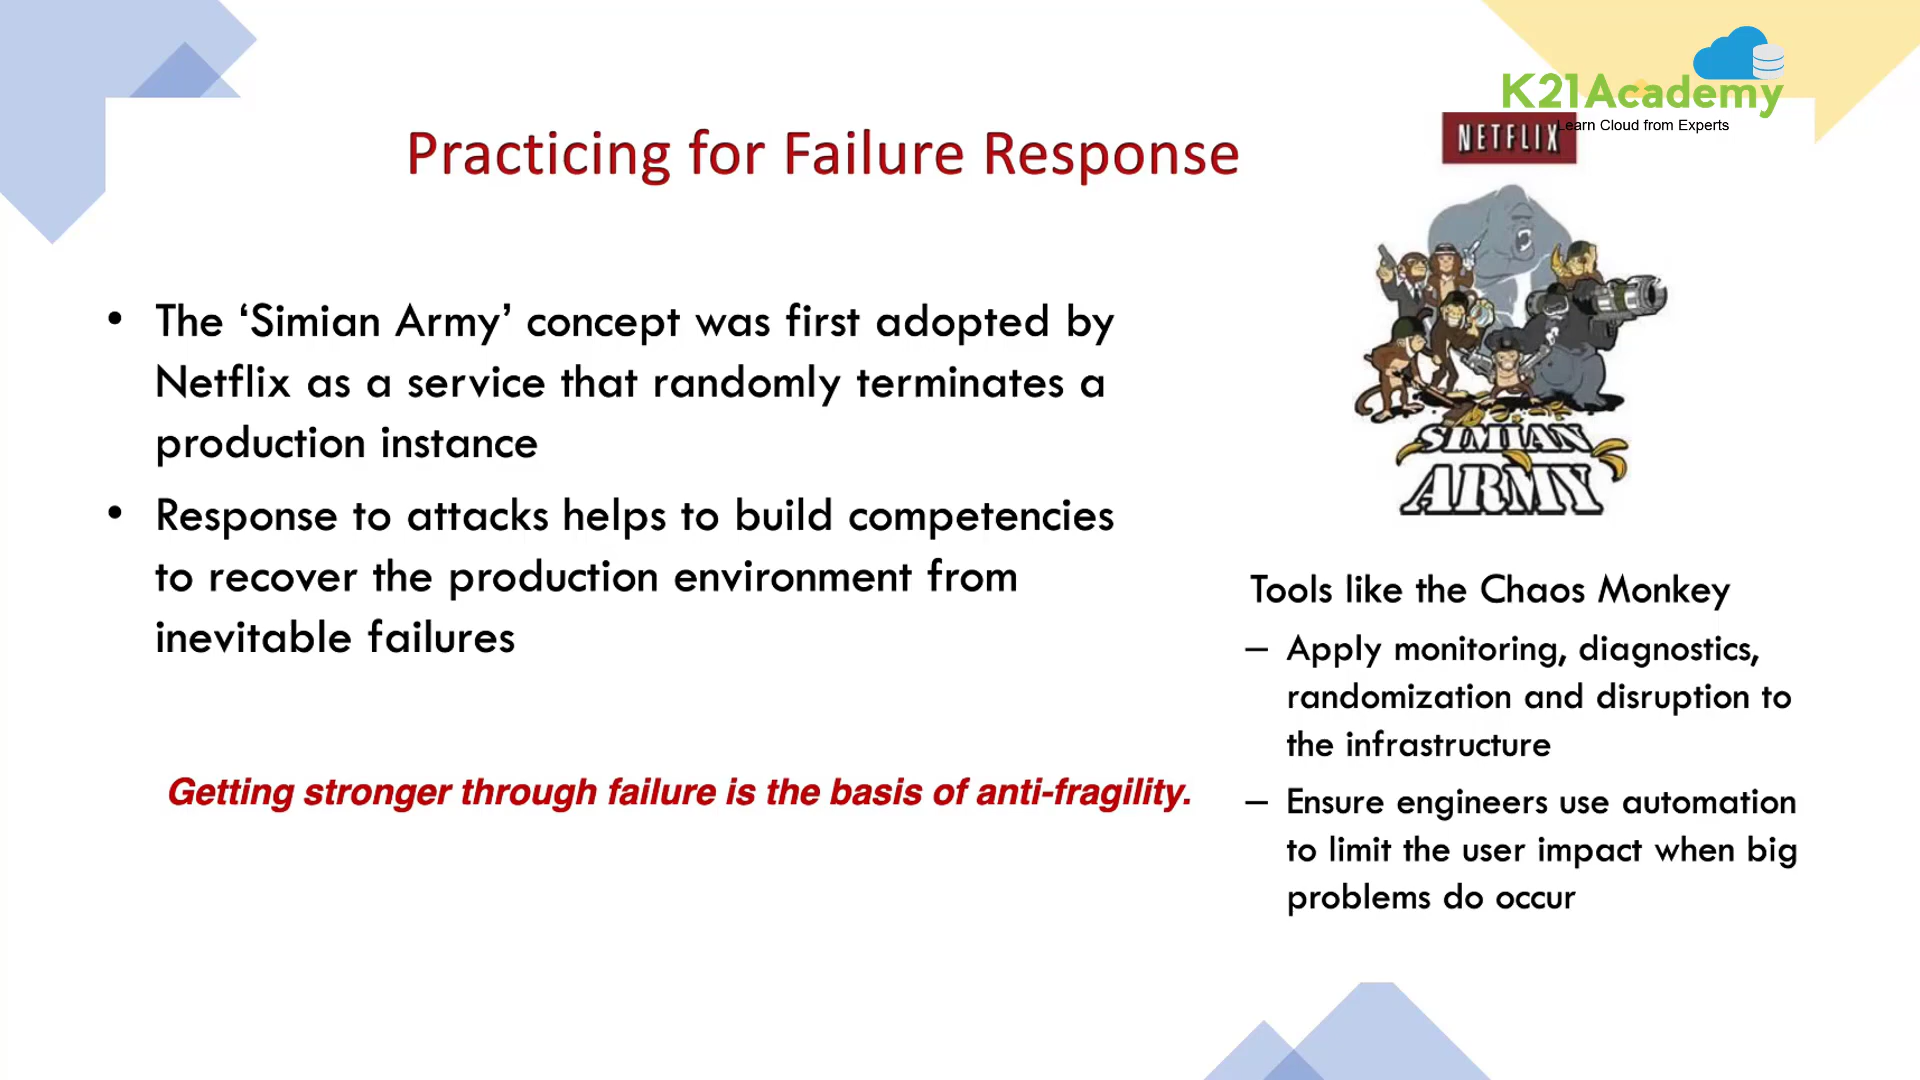 K21Academy
Learn Cloud from Experts
NETFLIX
Practicing for Failure Response
• The ‘Simian Army’ concept was first adopted by
Netflix as a service that randomly terminates a
production instance
• Response to attacks helps to build competencies
to recover the production environment from
inevitable failures
Getting stronger through failure is the basis of anti-fragility.
SIMIAN
ARMY
Tools like the Chaos Monkey
– Apply monitoring, diagnostics,
randomization and disruption to
the infrastructure
– Ensure engineers use automation
to limit the user impact when big
problems do occur